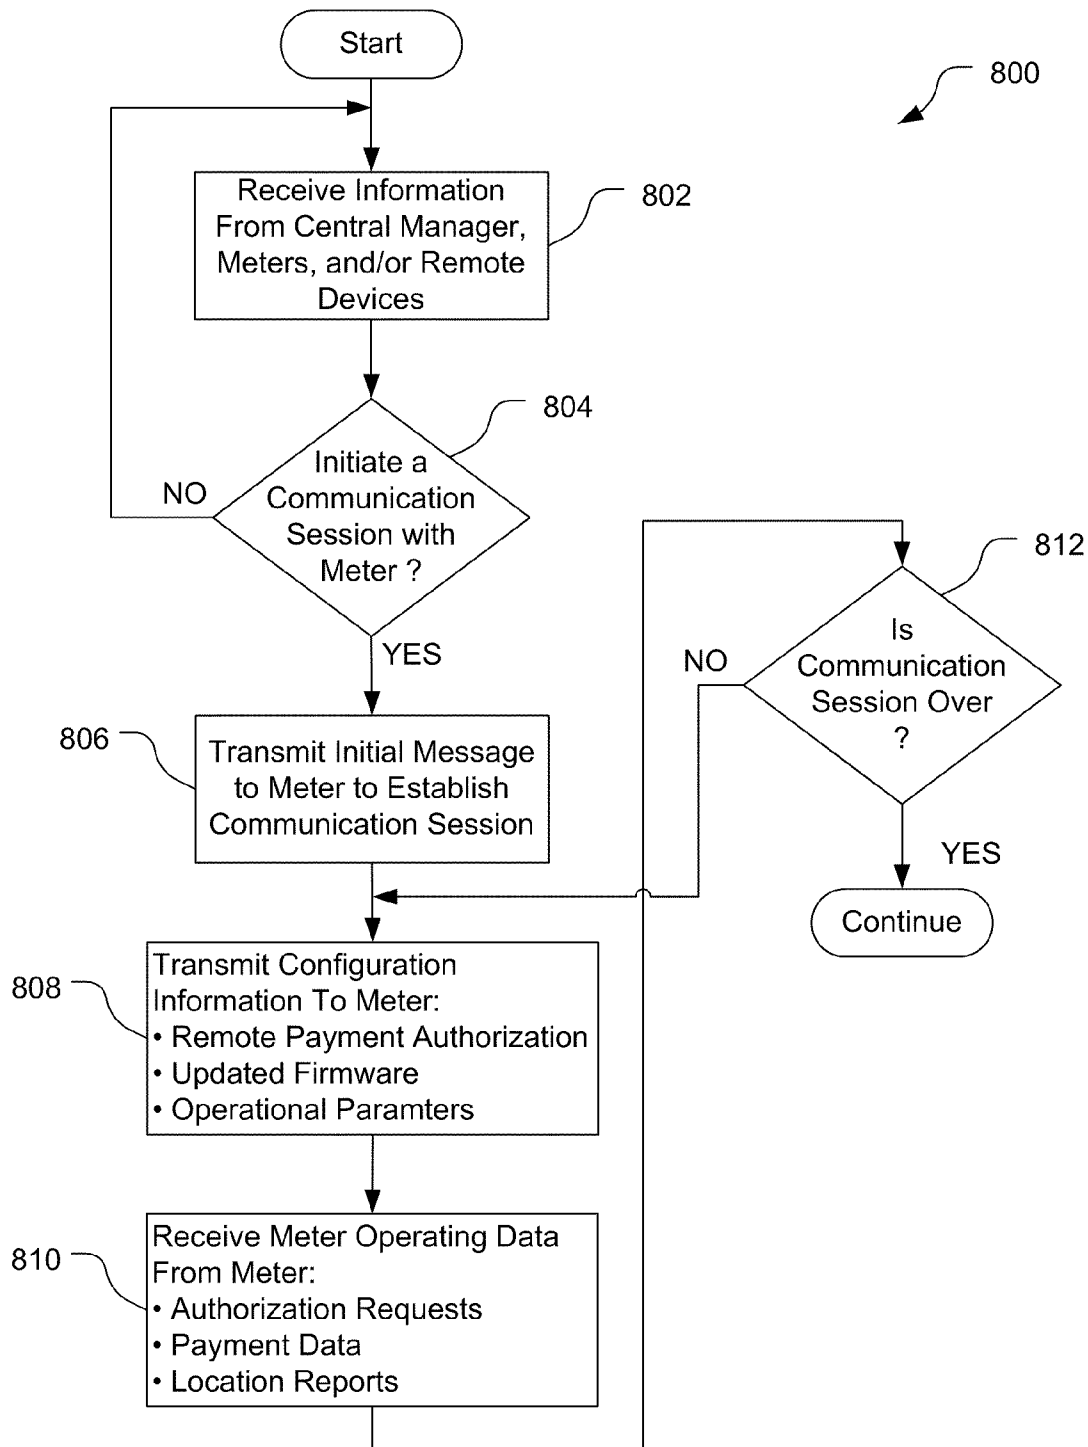 Start
800
Receive Information
From Central Manager,
Meters, and/or Remote
Devices
802
804
Initiate a
Communication
Session with
Meter ?
NO
YES
806
Transmit Initial Message
to Meter to Establish
Communication Session
808
Transmit Configuration
Information To Meter:
• Remote Payment Authorization
• Updated Firmware
• Operational Paramters
810
Receive Meter Operating Data
From Meter:
• Authorization Requests
• Payment Data
• Location Reports
812
Is
Communication
Session Over
?
NO
YES
Continue